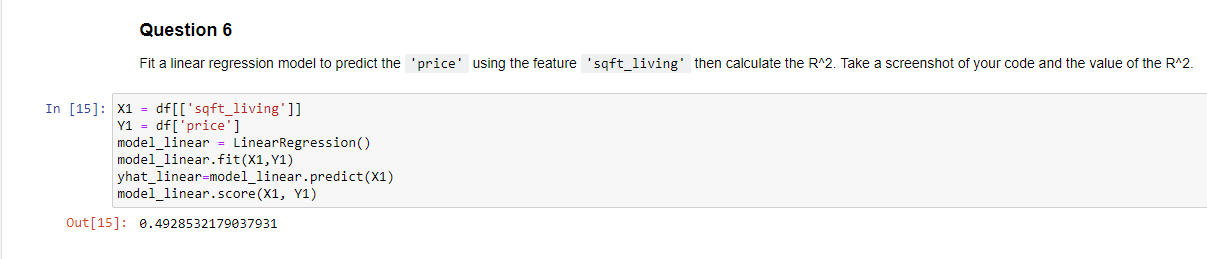 Question 6
Fit a linear regression model to predict the 'price' using the feature 'sqft_living' then calculate the R^2. Take a screenshot of your code and the value of the R^2.
In [15]: X1 = df[['sqft_living']]
Y1 = df['price']
model_linear = LinearRegression()
model_linear.fit(X1,Y1)
yhat_linear=model_linear.predict(X1)
model_linear.score(X1, Y1)
Out[15]: 0.4928532179037931